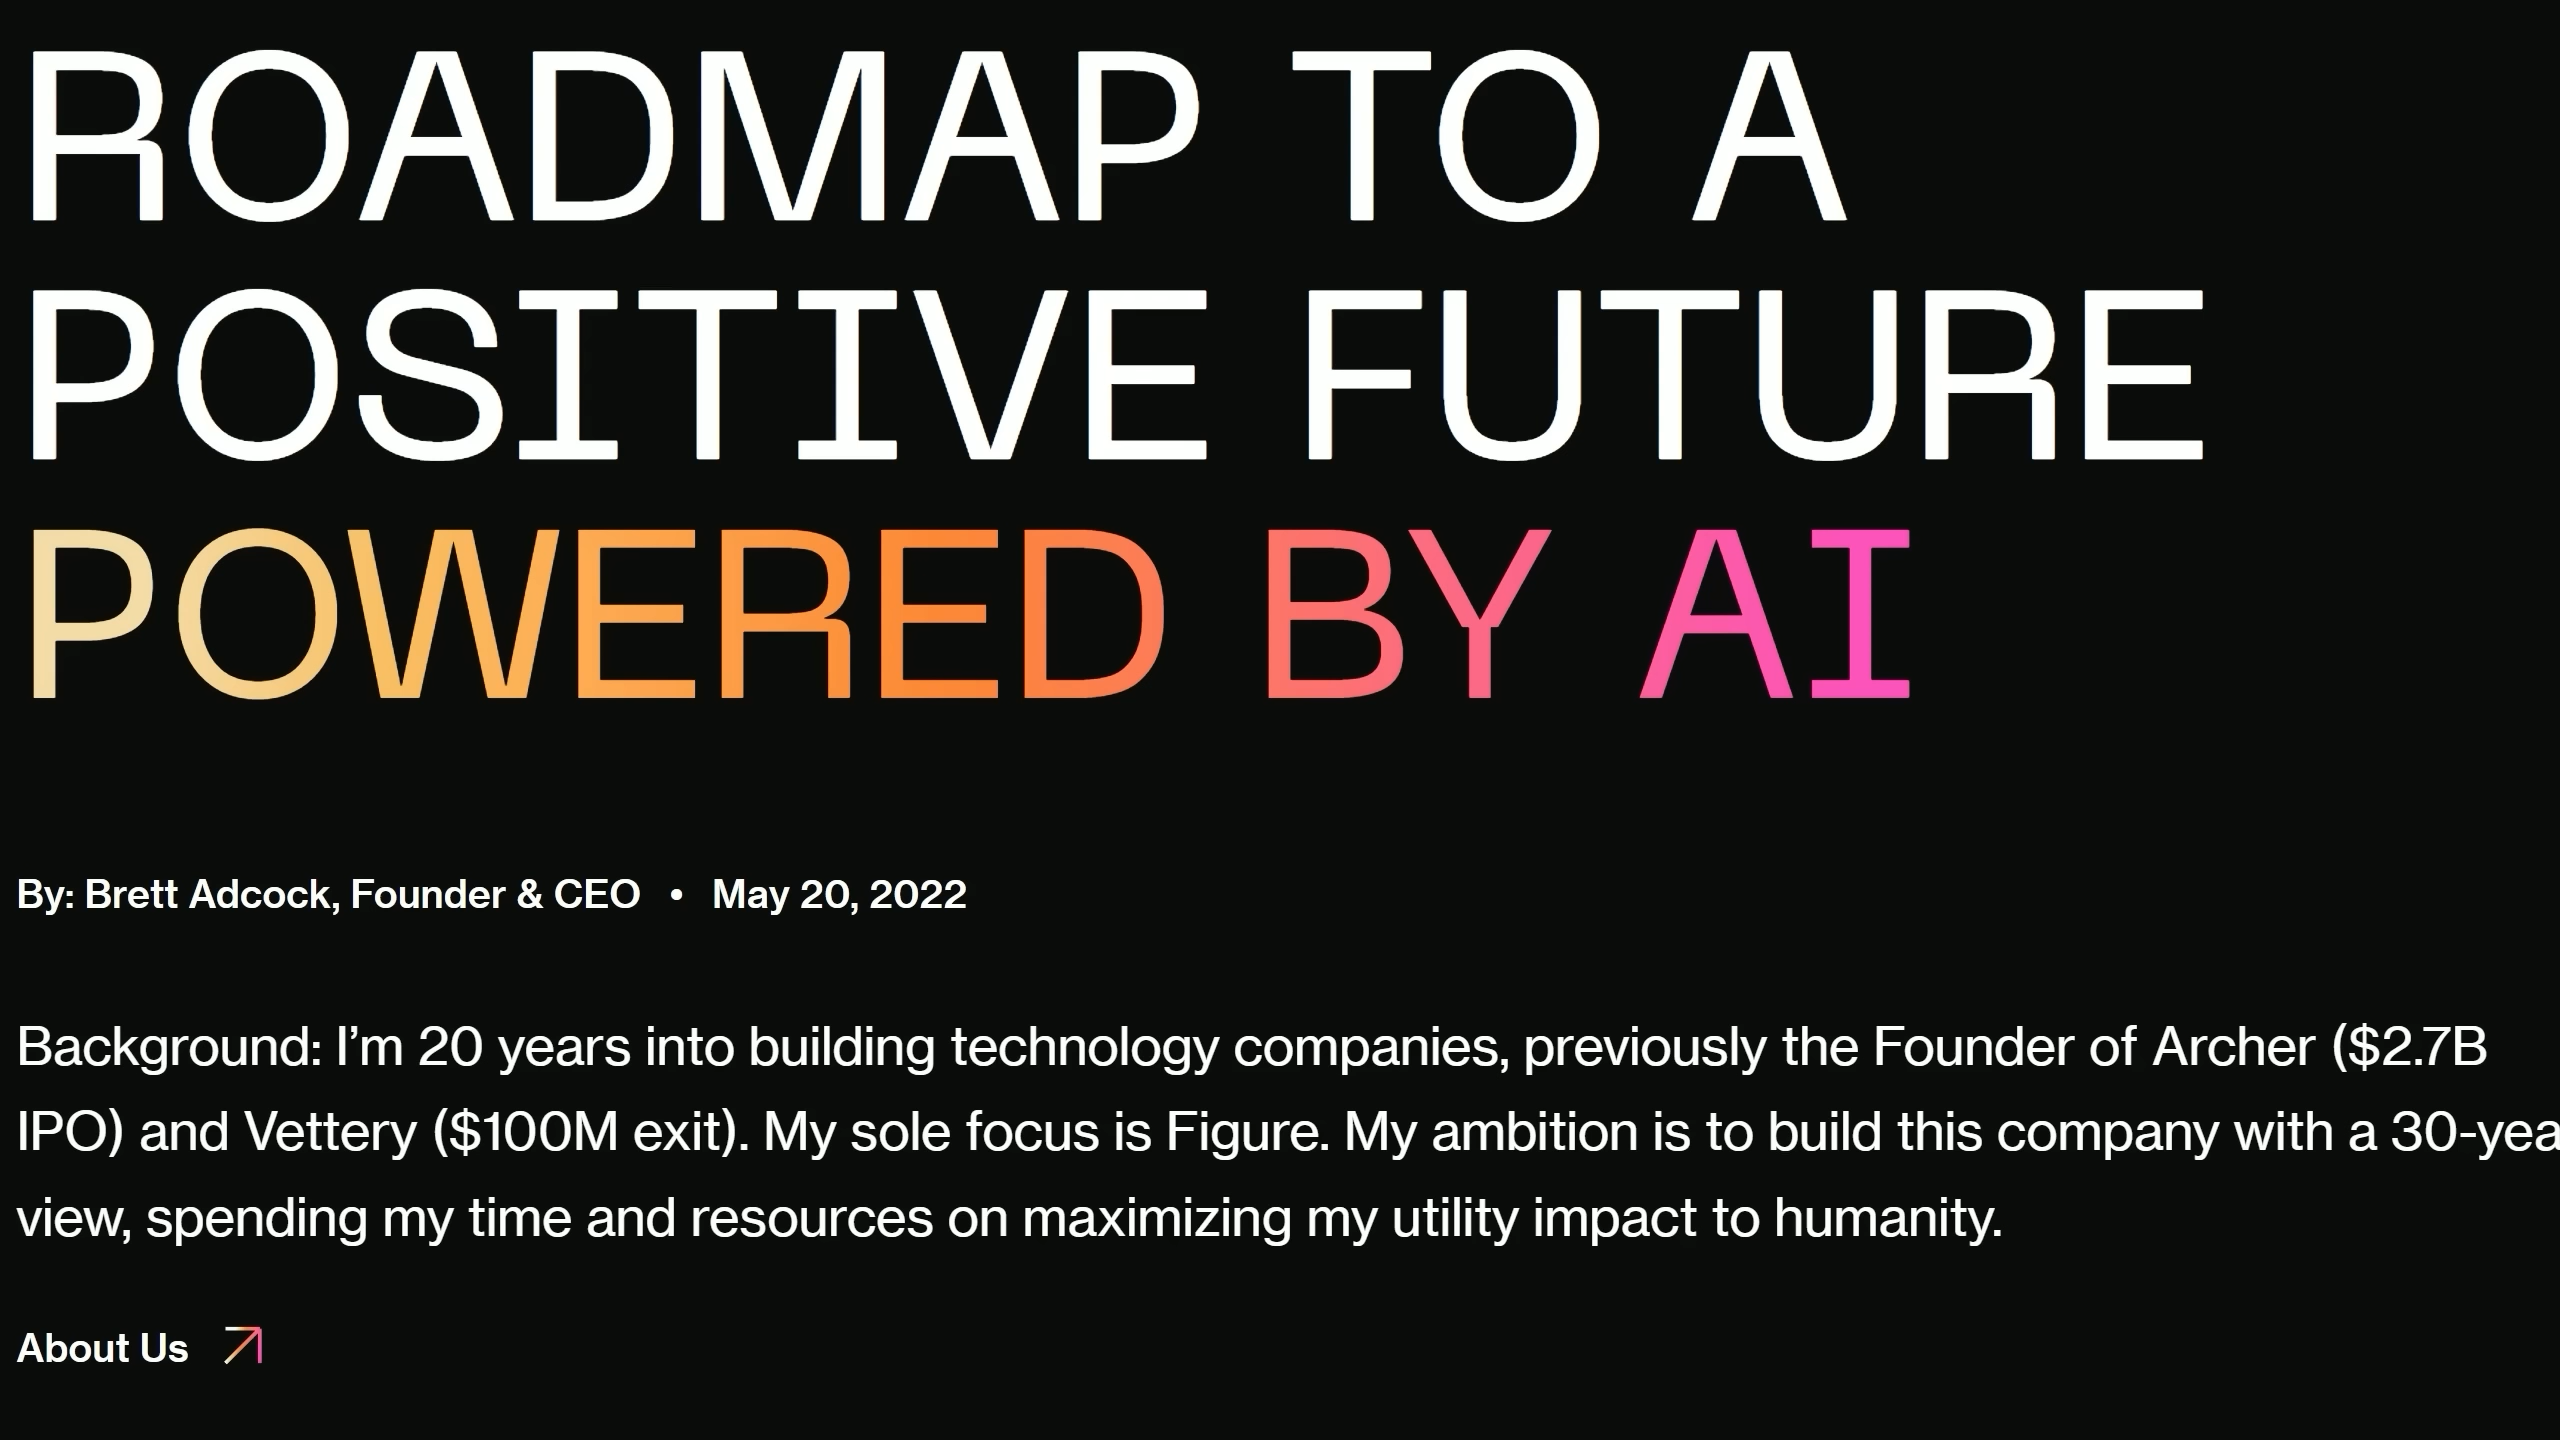 ROADMAP TO A
POSITIVE FUTURE
POWERED BY AI
By: Brett Adcock, Founder & CEO • May 20, 2022
Background: I’m 20 years into building technology companies, previously the Founder of Archer ($2.7B
IPO) and Vettery ($100M exit). My sole focus is Figure. My ambition is to build this company with a 30-yea
view, spending my time and resources on maximizing my utility impact to humanity.
About Us